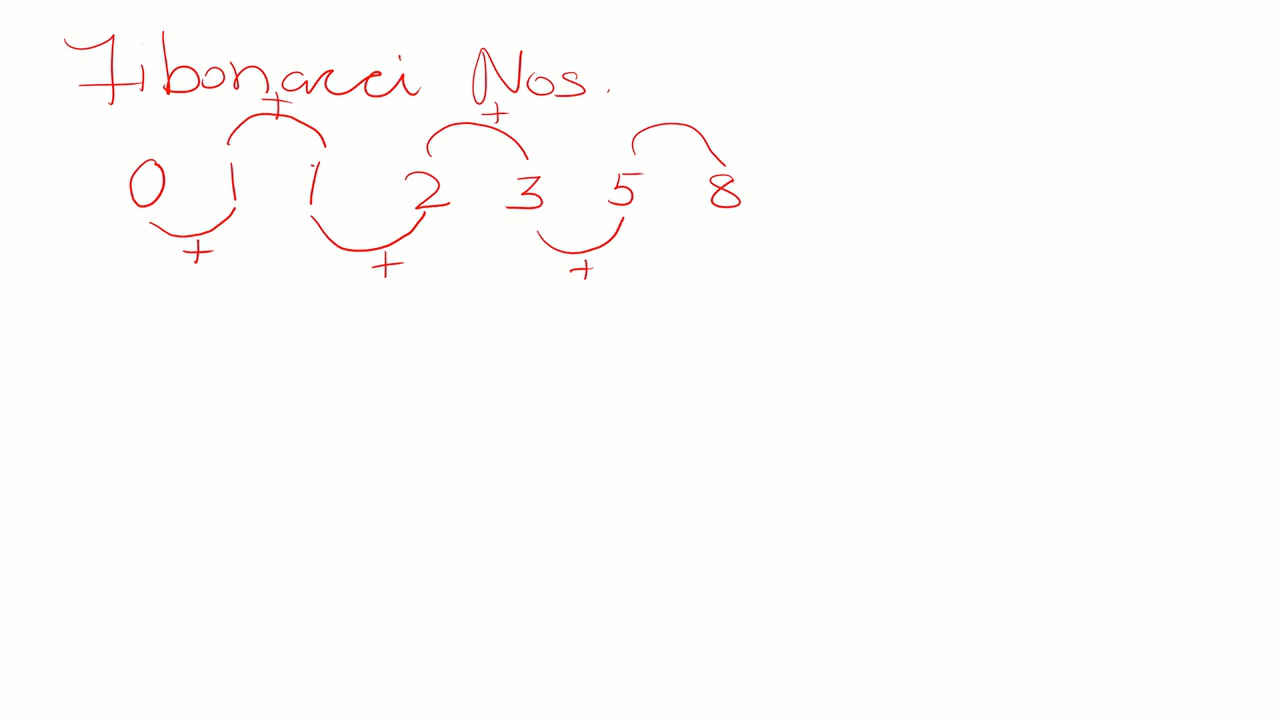 Fibonacci Nos.
+ +
0 1 1 2 3 5 8
+ + +